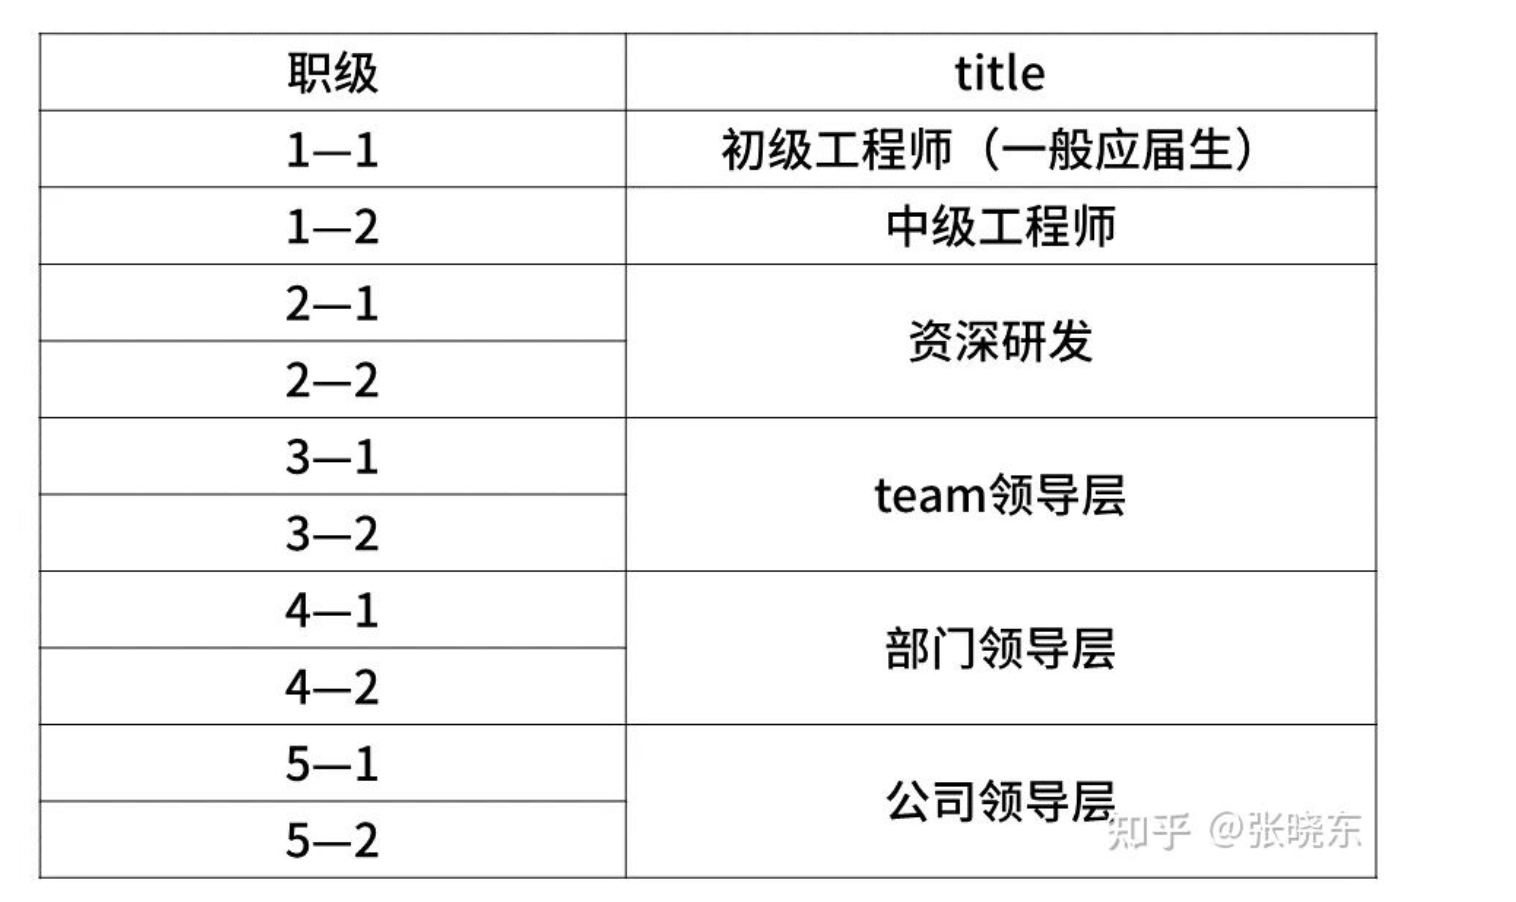 职级 title
1—1 初级工程师（一般应届生）
1—2 中级工程师
2—1
资深研发
2—2
3—1
team领导层
3—2
4—1
部门领导层
4—2
5—1
公司领导层
5—2
知乎 @张晓东